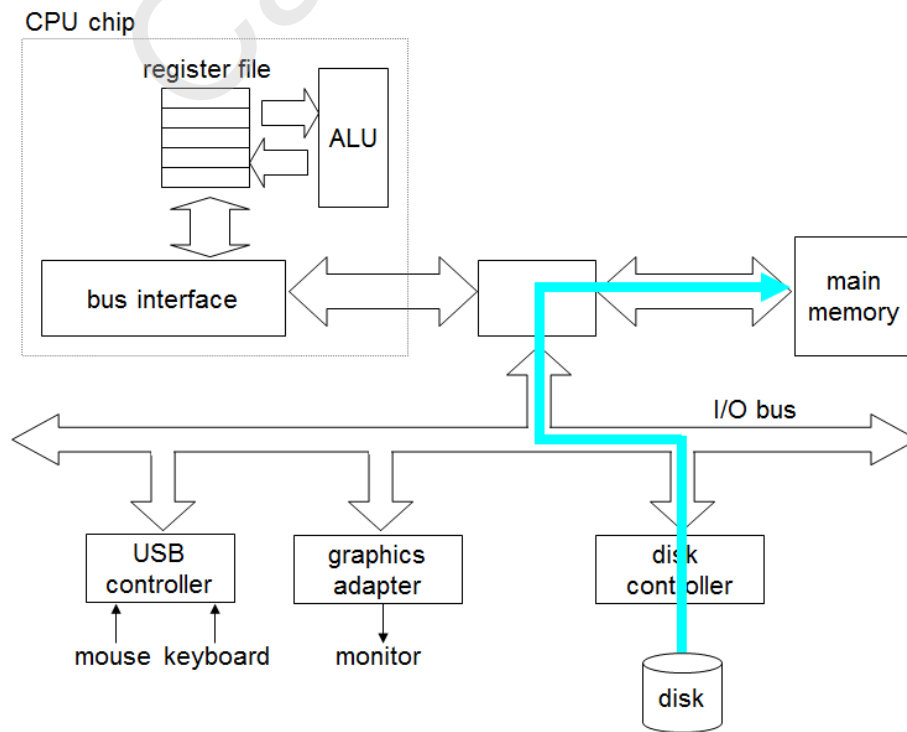 CPU chip
register file
ALU
bus interface
main
memory
I/O bus
USB
controller
graphics
adapter
disk
controller
mouse keyboard
monitor
disk